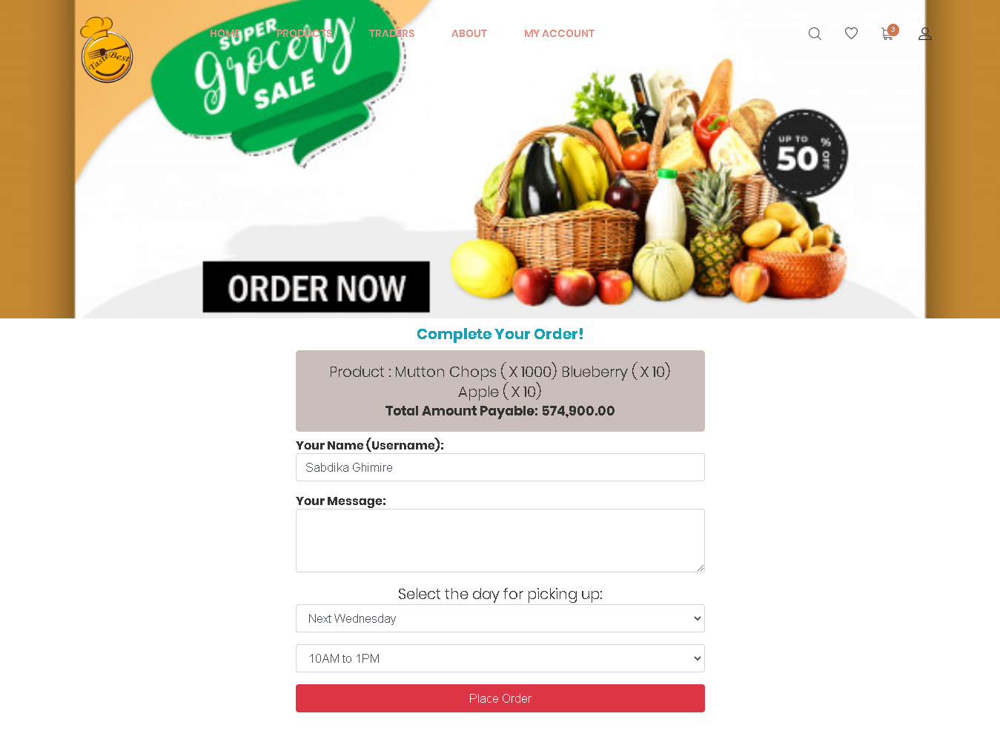 HOME
PRODUCTS
TRADERS
ABOUT
MY ACCOUNT
3
TasteBest
SUPER
grocery
SALE
UP TO
50
% OFF
ORDER NOW
Complete Your Order!
Product : Mutton Chops ( X 1000) Blueberry ( X 10)
Apple ( X 10)
Total Amount Payable: 574,900.00
Your Name (Username):
Sabdika Ghimire
Your Message:
Select the day for picking up:
Next Wednesday
10AM to 1PM
Place Order